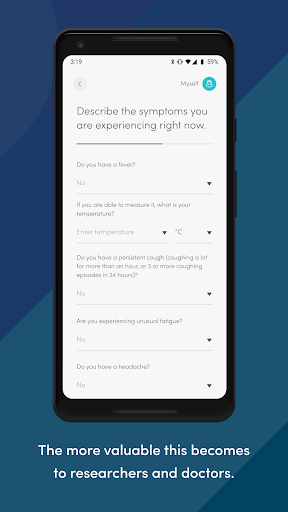 3:19
59%
Myself
Describe the symptoms you
are experiencing right now.
Do you have a fever?
No
If you are able to measure it, what is your
temperature?
Enter temperature
°C
Do you have a persistent cough (coughing a lot
for more than an hour, or 3 or more coughing
episodes in 24 hours)?
No
Are you experiencing unusual fatigue?
No
Do you have a headache?
No
The more valuable this becomes
to researchers and doctors.